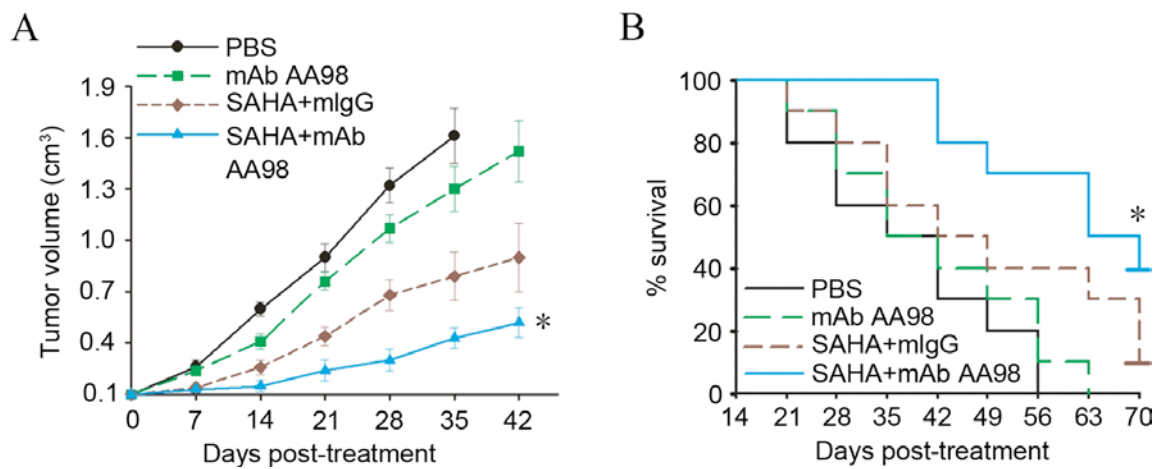 A
PBS
mAb AA98
SAHA+mIgG
SAHA+mAb
AA98
Tumor volume (cm³)
1.9
1.6
1.3
1.0
0.7
0.4
0.1
*
0 7 14 21 28 35 42
Days post-treatment
B
% survival
100
80
60
40
20
0
*
PBS
mAb AA98
SAHA+mIgG
SAHA+mAb AA98
14 21 28 35 42 49 56 63 70
Days post-treatment